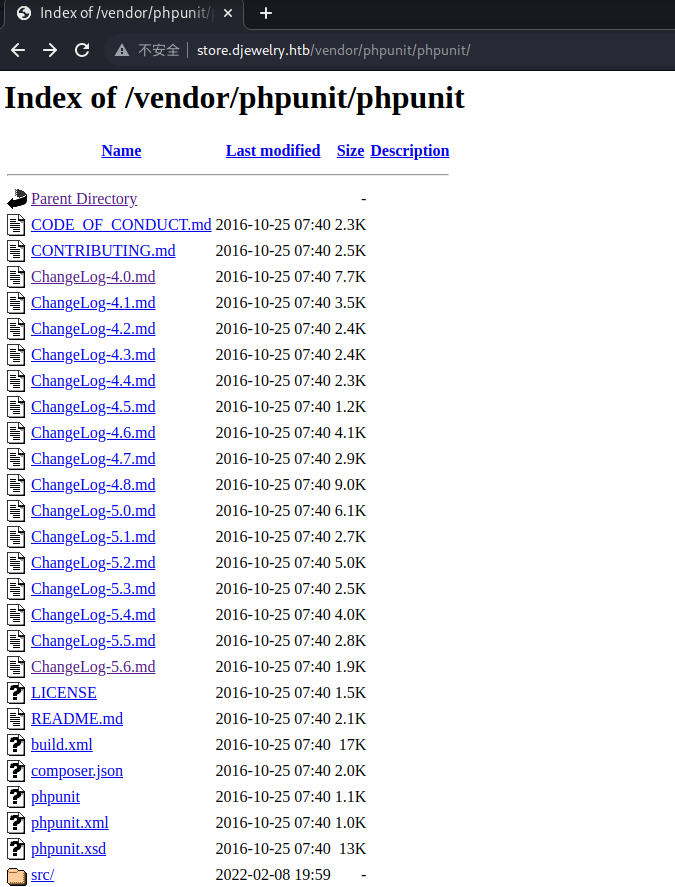 Index of /vendor/phpunit/p
不安全 store.djewelry.htb/vendor/phpunit/phpunit/
Index of /vendor/phpunit/phpunit
Name Last modified Size Description
Parent Directory -
CODE_OF_CONDUCT.md 2016-10-25 07:40 2.3K
CONTRIBUTING.md 2016-10-25 07:40 2.5K
ChangeLog-4.0.md 2016-10-25 07:40 7.7K
ChangeLog-4.1.md 2016-10-25 07:40 3.5K
ChangeLog-4.2.md 2016-10-25 07:40 2.4K
ChangeLog-4.3.md 2016-10-25 07:40 2.4K
ChangeLog-4.4.md 2016-10-25 07:40 2.3K
ChangeLog-4.5.md 2016-10-25 07:40 1.2K
ChangeLog-4.6.md 2016-10-25 07:40 4.1K
ChangeLog-4.7.md 2016-10-25 07:40 2.9K
ChangeLog-4.8.md 2016-10-25 07:40 9.0K
ChangeLog-5.0.md 2016-10-25 07:40 6.1K
ChangeLog-5.1.md 2016-10-25 07:40 2.7K
ChangeLog-5.2.md 2016-10-25 07:40 5.0K
ChangeLog-5.3.md 2016-10-25 07:40 2.5K
ChangeLog-5.4.md 2016-10-25 07:40 4.0K
ChangeLog-5.5.md 2016-10-25 07:40 2.8K
ChangeLog-5.6.md 2016-10-25 07:40 1.9K
LICENSE 2016-10-25 07:40 1.5K
README.md 2016-10-25 07:40 2.1K
build.xml 2016-10-25 07:40 17K
composer.json 2016-10-25 07:40 2.0K
phpunit 2016-10-25 07:40 1.1K
phpunit.xml 2016-10-25 07:40 1.0K
phpunit.xsd 2016-10-25 07:40 13K
src/ 2022-02-08 19:59 -